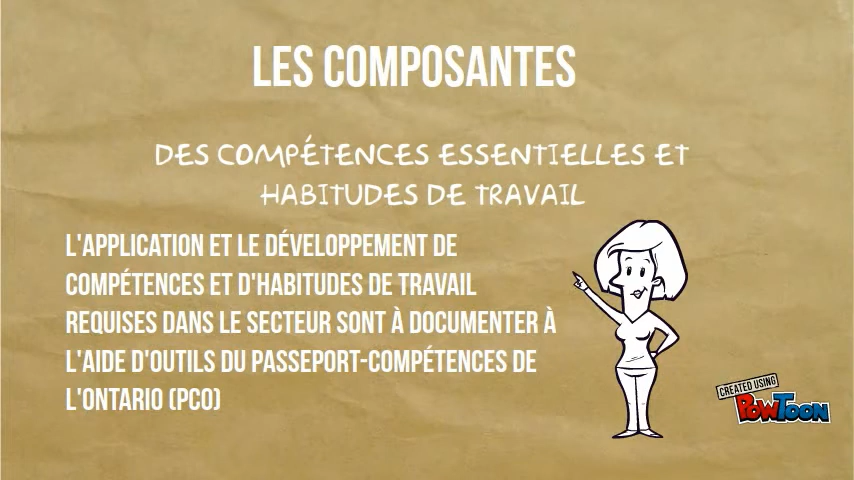 LES COMPOSANTES
DES COMPÉTENCES ESSENTIELLES ET
HABITUDES DE TRAVAIL
L'APPLICATION ET LE DÉVELOPPEMENT DE
COMPÉTENCES ET D'HABITUDES DE TRAVAIL
REQUISES DANS LE SECTEUR SONT À DOCUMENTER À
L'AIDE D'OUTILS DU PASSEPORT-COMPÉTENCES DE
L'ONTARIO (PCO)
CREATED USING
POWTOON